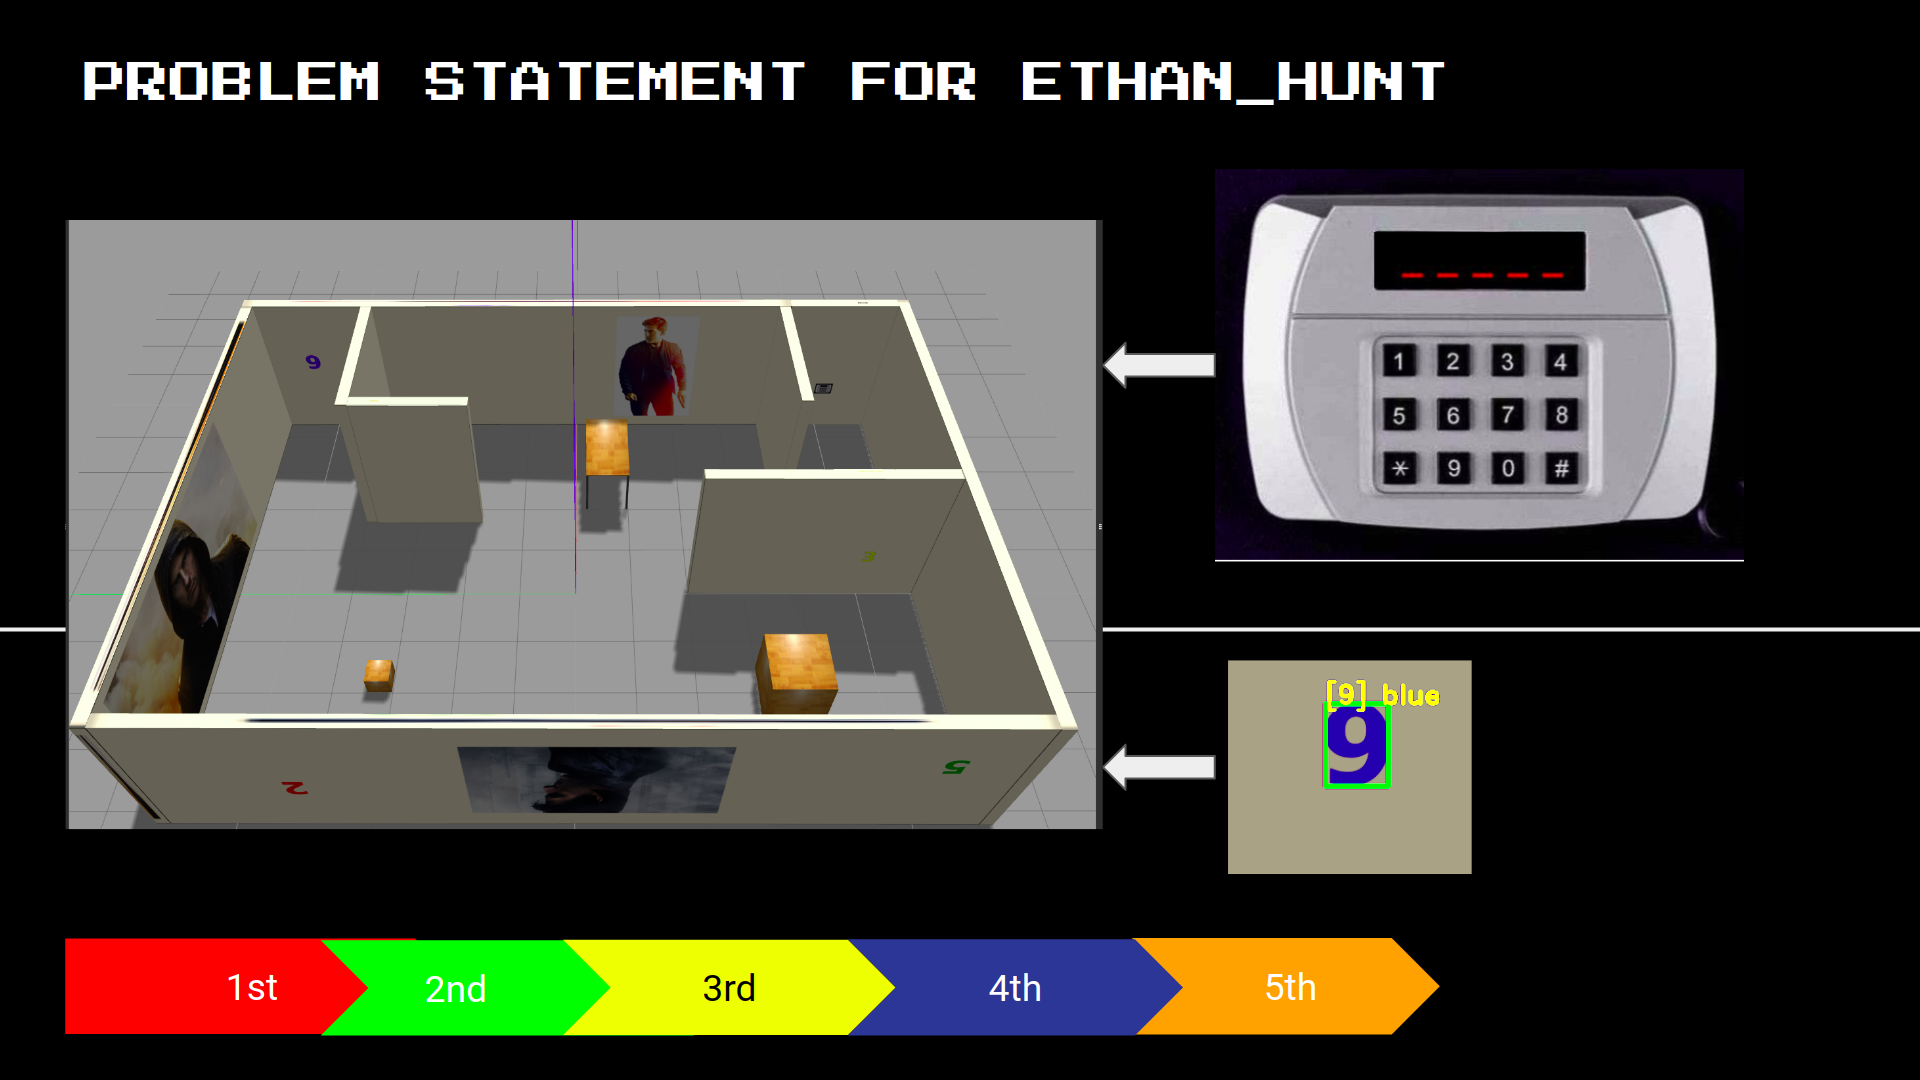 PROBLEM STATEMENT FOR ETHAN_HUNT
1 2 3 4
5 6 7 8
* 9 0 #
9
3
2
5
[9] blue
9
1st
2nd
3rd
4th
5th